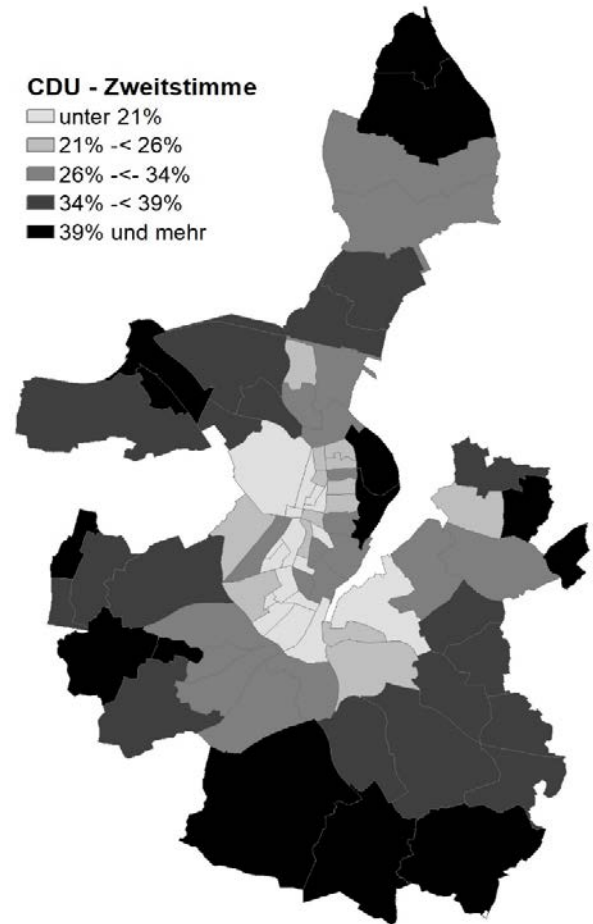 CDU - Zweitstimme
unter 21%
21% -< 26%
26% -<- 34%
34% -< 39%
39% und mehr